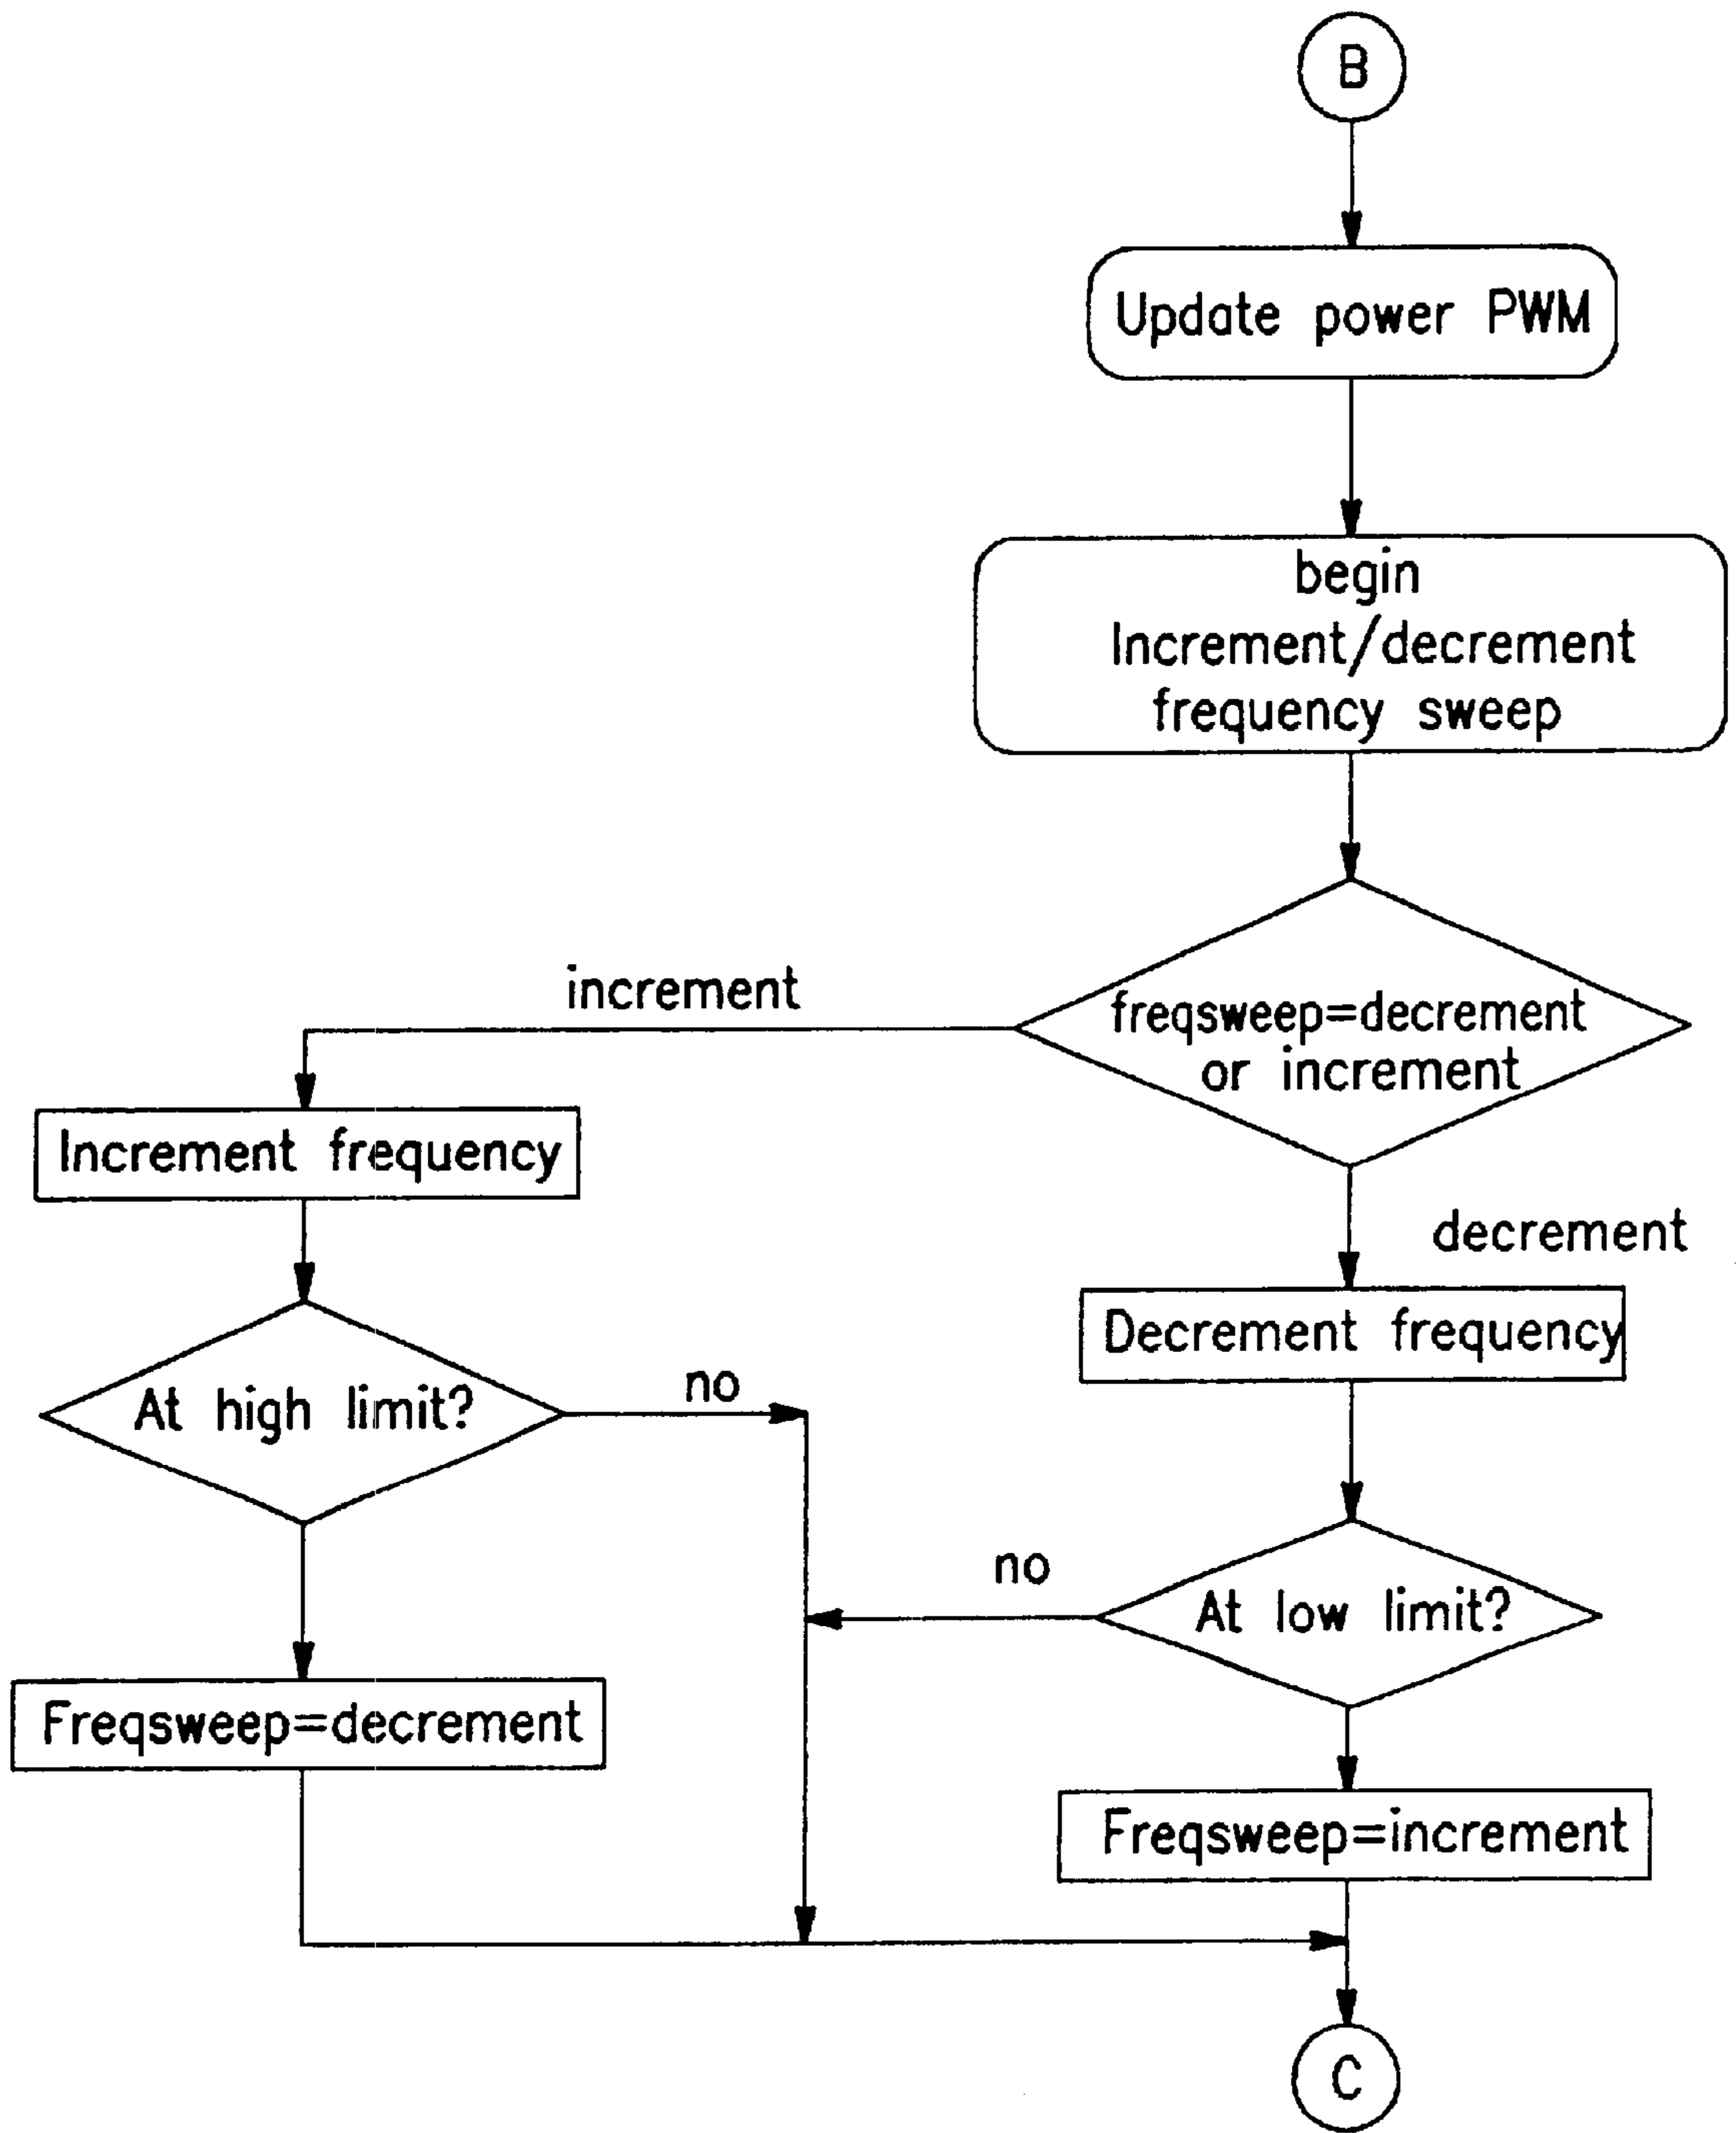 B
Update power PWM
begin
Increment/decrement
frequency sweep
freqsweep=decrement
or increment
increment
Increment frequency
decrement
Decrement frequency
At high limit?
no
At low limit?
no
Freqsweep=decrement
Freqsweep=increment
C